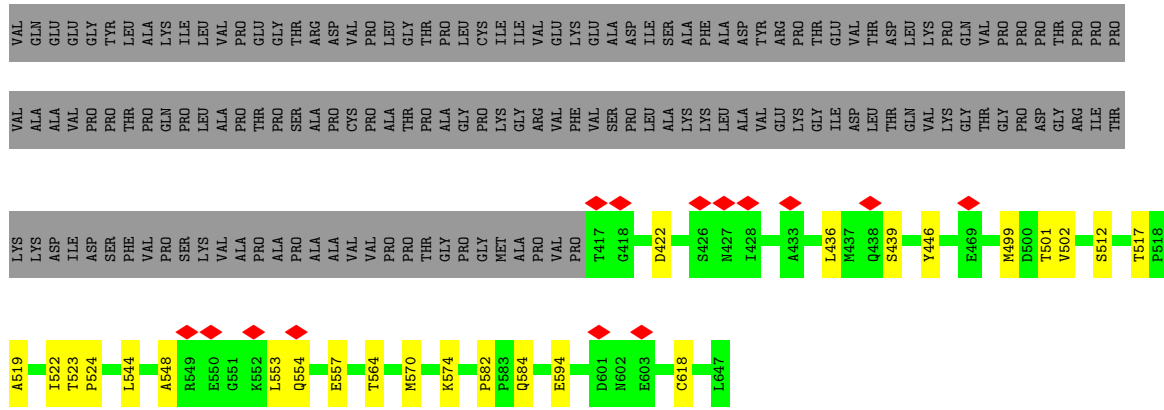 VAL GLN GLU GLU GLY TYR LEU ALA LYS ILE LEU VAL PRO GLU GLY THR ARG ASP VAL PRO LEU GLY THR PRO LEU CYS ILE ILE VAL GLU LYS GLU ALA ASP ILE SER ALA PHE ALA ASP TYR ARG PRO THR GLU VAL THR ASP LEU LYS PRO GLN VAL PRO PRO PRO THR PRO PRO PRO
VAL ALA ALA VAL PRO PRO THR PRO GLN PRO LEU ALA PRO THR PRO SER ALA PRO CYS PRO ALA THR PRO ALA GLY PRO LYS GLY ARG VAL PHE VAL SER PRO LEU ALA LYS LYS LEU ALA VAL GLU LYS GLY ILE ASP LEU THR GLN VAL LYS GLY THR GLY PRO ASP GLY ARG ILE THR
LYS LYS ASP ILE ASP SER PHE VAL PRO SER LYS VAL ALA PRO ALA PRO ALA ALA VAL VAL PRO PRO THR GLY PRO GLY MET ALA PRO VAL PRO T417 G418 D422 S426 N427 I428 A433 L436 M437 Q438 S439 Y446 E469 M499 D500 T501 V502 S512 T517 P518
A519 I522 T523 P524 L544 A548 R549 E550 G551 K552 L553 Q554 E557 T564 M570 K574 P582 P583 Q584 E594 D601 N602 E603 C618 L647